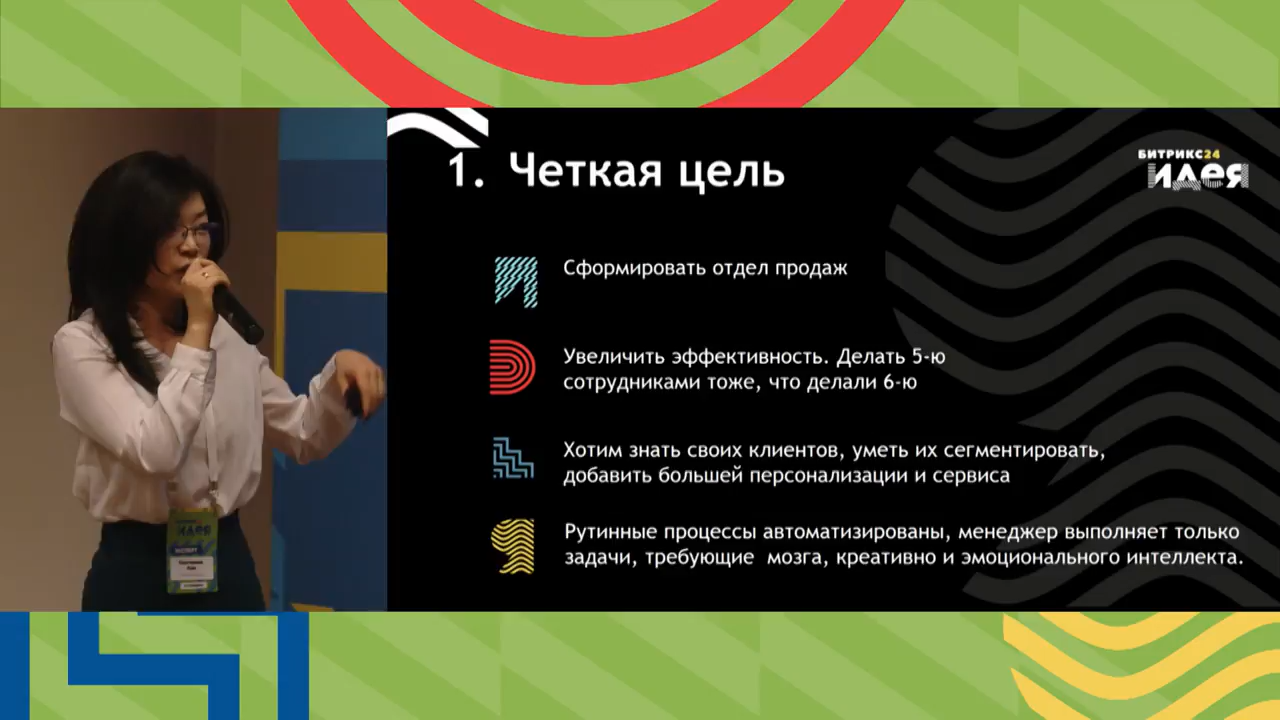 1. Четкая цель
БИТРИКС24
идея
Сформировать отдел продаж
Увеличить эффективность. Делать 5-ю
сотрудниками тоже, что делали 6-ю
Хотим знать своих клиентов, уметь их сегментировать,
добавить большей персонализации и сервиса
Рутинные процессы автоматизированы, менеджер выполняет только
задачи, требующие мозга, креативно и эмоционального интеллекта.
идея